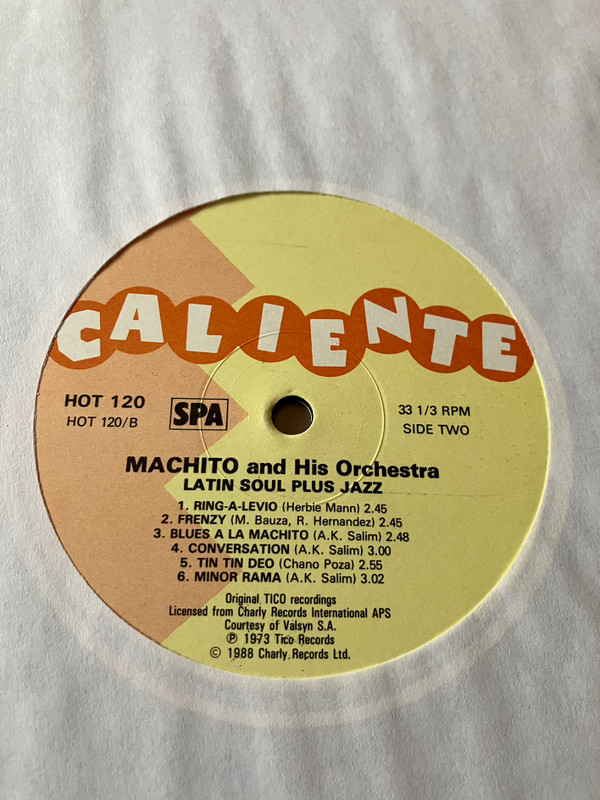 CALIENTE
HOT 120
HOT 120/B
SPA
33 1/3 RPM
SIDE TWO
MACHITO and His Orchestra
LATIN SOUL PLUS JAZZ
1. RING-A-LEVIO (Herbie Mann) 2.45
2. FRENZY (M. Bauza, R. Hernandez) 2.45
3. BLUES A LA MACHITO (A.K. Salim) 2.48
4. CONVERSATION (A.K. Salim) 3.00
5. TIN TIN DEO (Chano Poza) 2.55
6. MINOR RAMA (A.K. Salim) 3.02
Original TICO recordings
Licensed from Charly Records International APS
Courtesy of Valsyn S.A.
℗ 1973 Tico Records
© 1988 Charly Records Ltd.